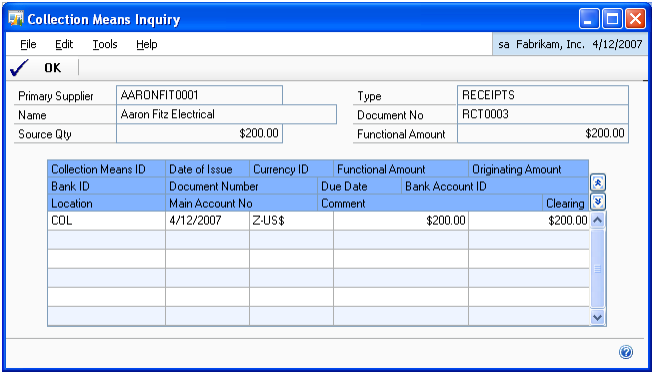 Collection Means Inquiry
File Edit Tools Help sa Fabrikam, Inc. 4/12/2007
OK
Primary Supplier AARONFIT0001 Type RECEIPTS
Name Aaron Fitz Electrical Document No RCT0003
Source Qty $200.00 Functional Amount $200.00
Collection Means ID Date of Issue Currency ID Functional Amount Originating Amount
Bank ID Document Number Due Date Bank Account ID
Location Main Account No Comment Clearing
COL 4/12/2007 Z-US$ $200.00 $200.00